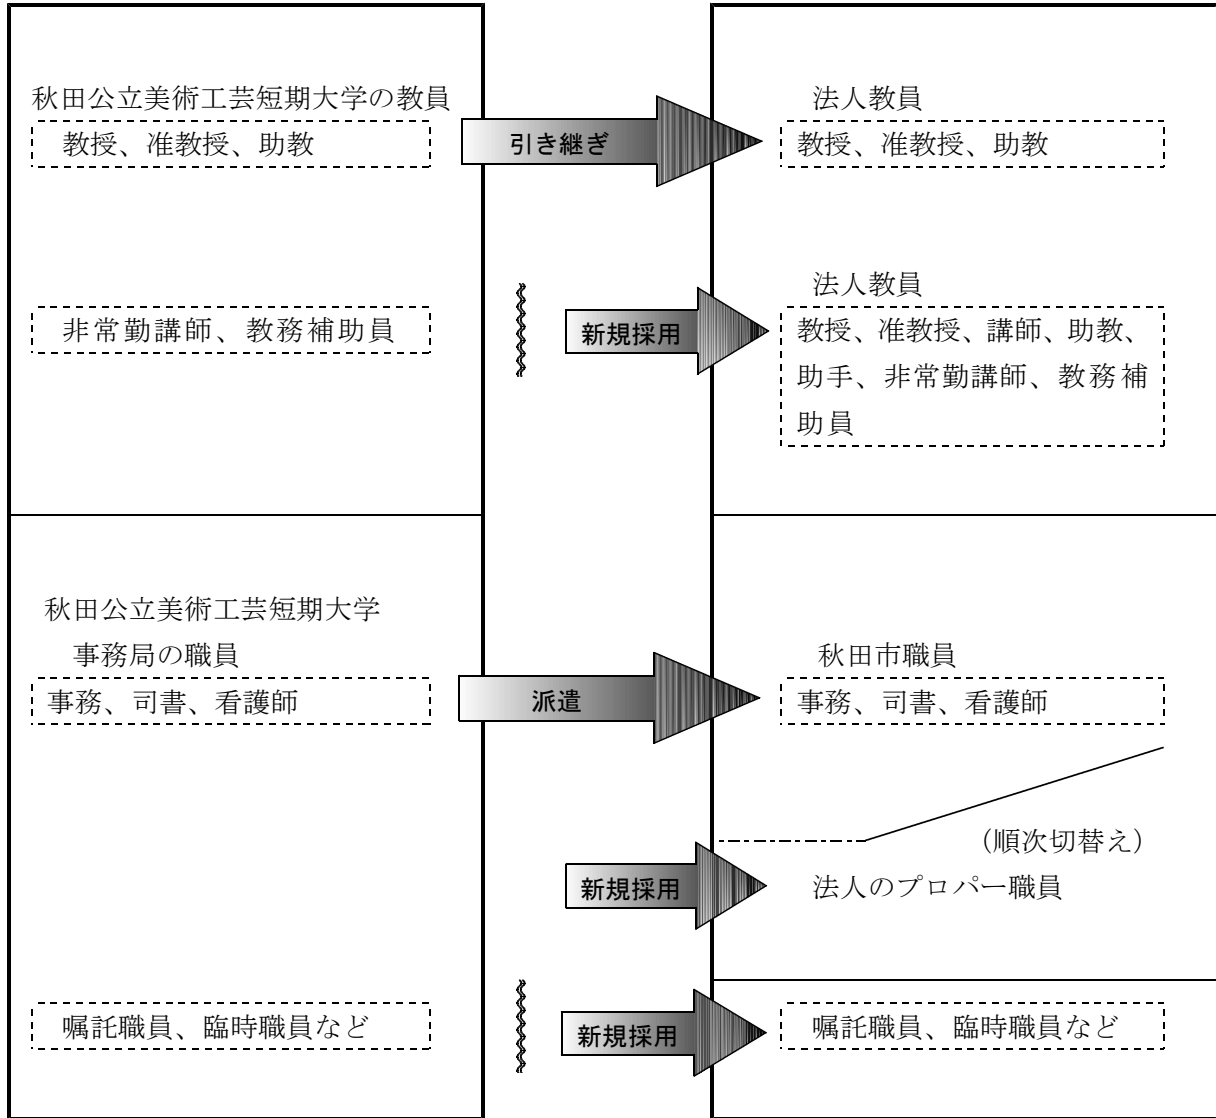 秋田公立美術工芸短期大学の教員
教授、准教授、助教
引き継ぎ
法人教員
教授、准教授、助教
非常勤講師、教務補助員
新規採用
法人教員
教授、准教授、講師、助教、
助手、非常勤講師、教務補
助員
秋田公立美術工芸短期大学
事務局の職員
事務、司書、看護師
派遣
秋田市職員
事務、司書、看護師
（順次切替え）
新規採用
法人のプロパー職員
嘱託職員、臨時職員など
新規採用
嘱託職員、臨時職員など